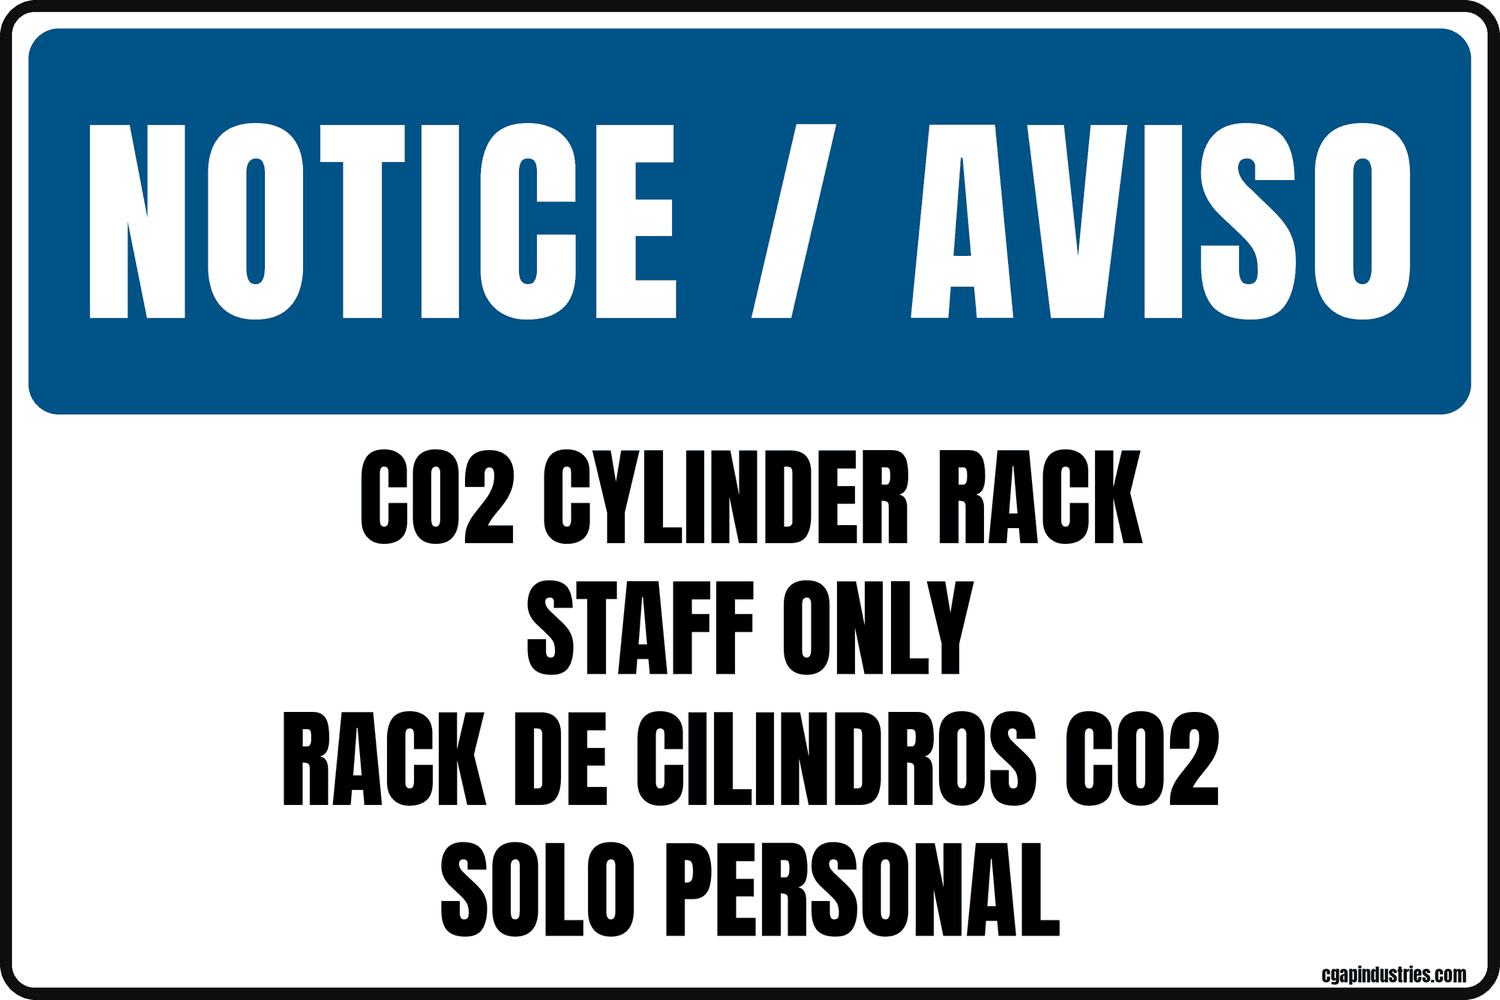 NOTICE / AVISO
CO2 CYLINDER RACK
STAFF ONLY
RACK DE CILINDROS CO2
SOLO PERSONAL
cgapindustries.com